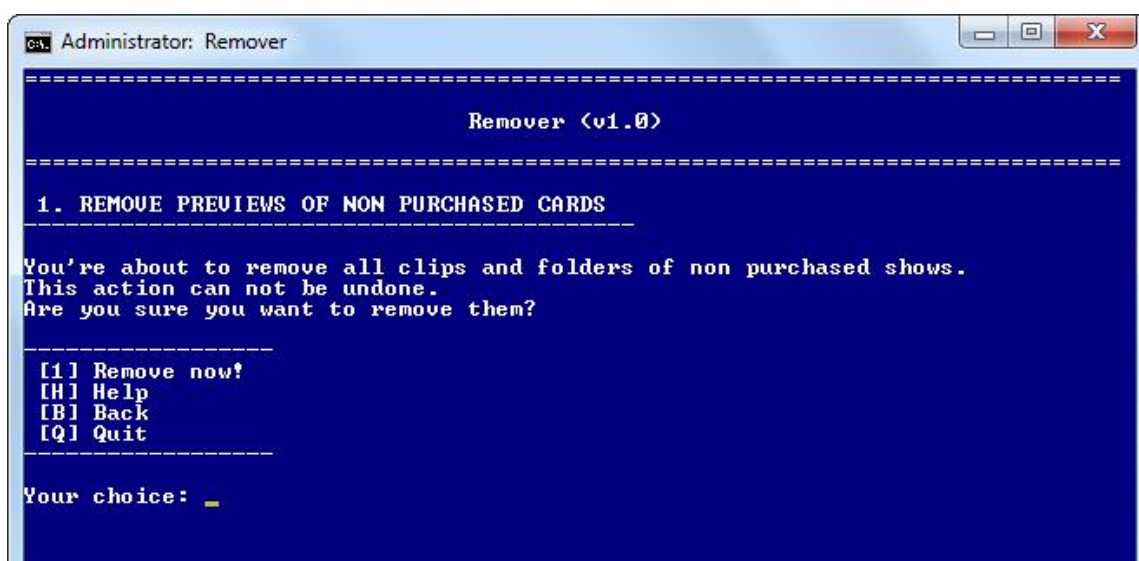 Administrator: Remover
===============================================================================
Remover (v1.0)
===============================================================================
1. REMOVE PREVIEWS OF NON PURCHASED CARDS
You're about to remove all clips and folders of non purchased shows.
This action can not be undone.
Are you sure you want to remove them?
[1] Remove now!
[H] Help
[B] Back
[Q] Quit
Your choice: _